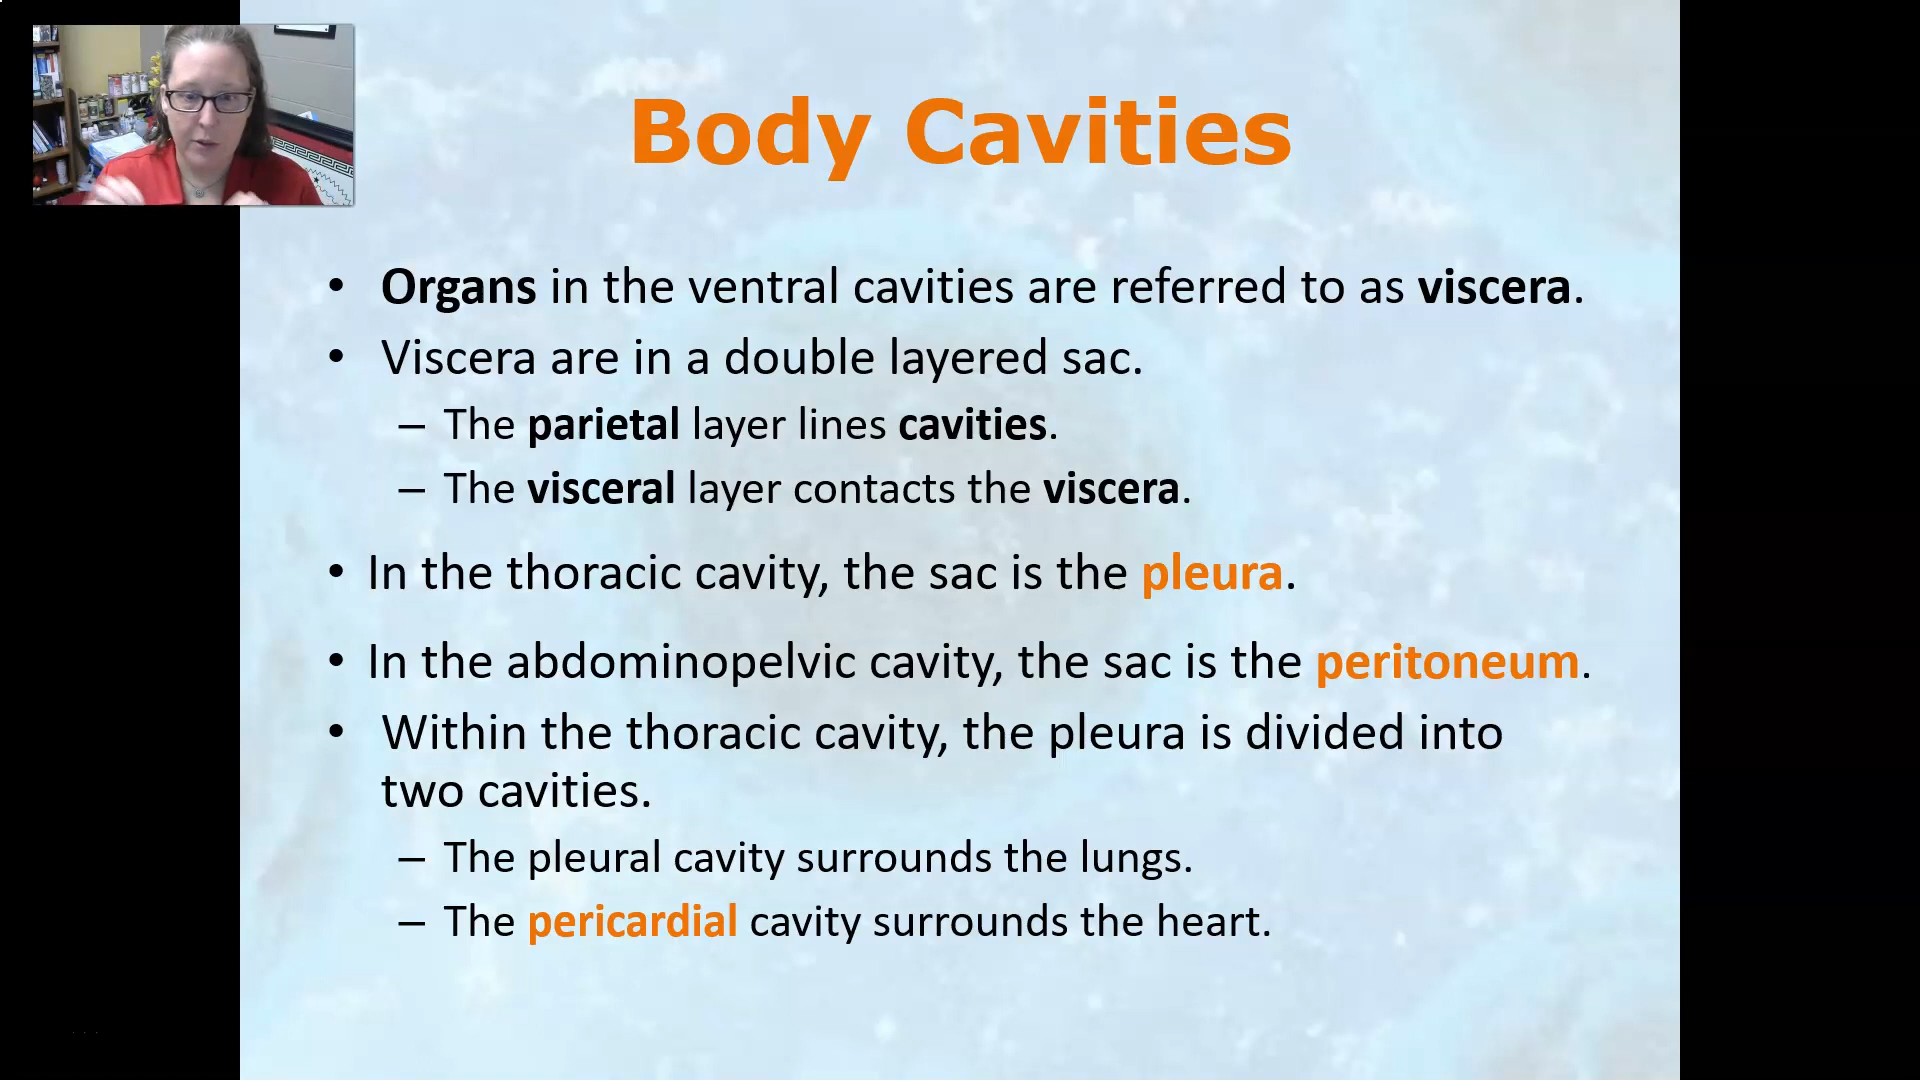 Body Cavities
• Organs in the ventral cavities are referred to as viscera.
• Viscera are in a double layered sac.
– The parietal layer lines cavities.
– The visceral layer contacts the viscera.
• In the thoracic cavity, the sac is the pleura.
• In the abdominopelvic cavity, the sac is the peritoneum.
• Within the thoracic cavity, the pleura is divided into
two cavities.
– The pleural cavity surrounds the lungs.
– The pericardial cavity surrounds the heart.